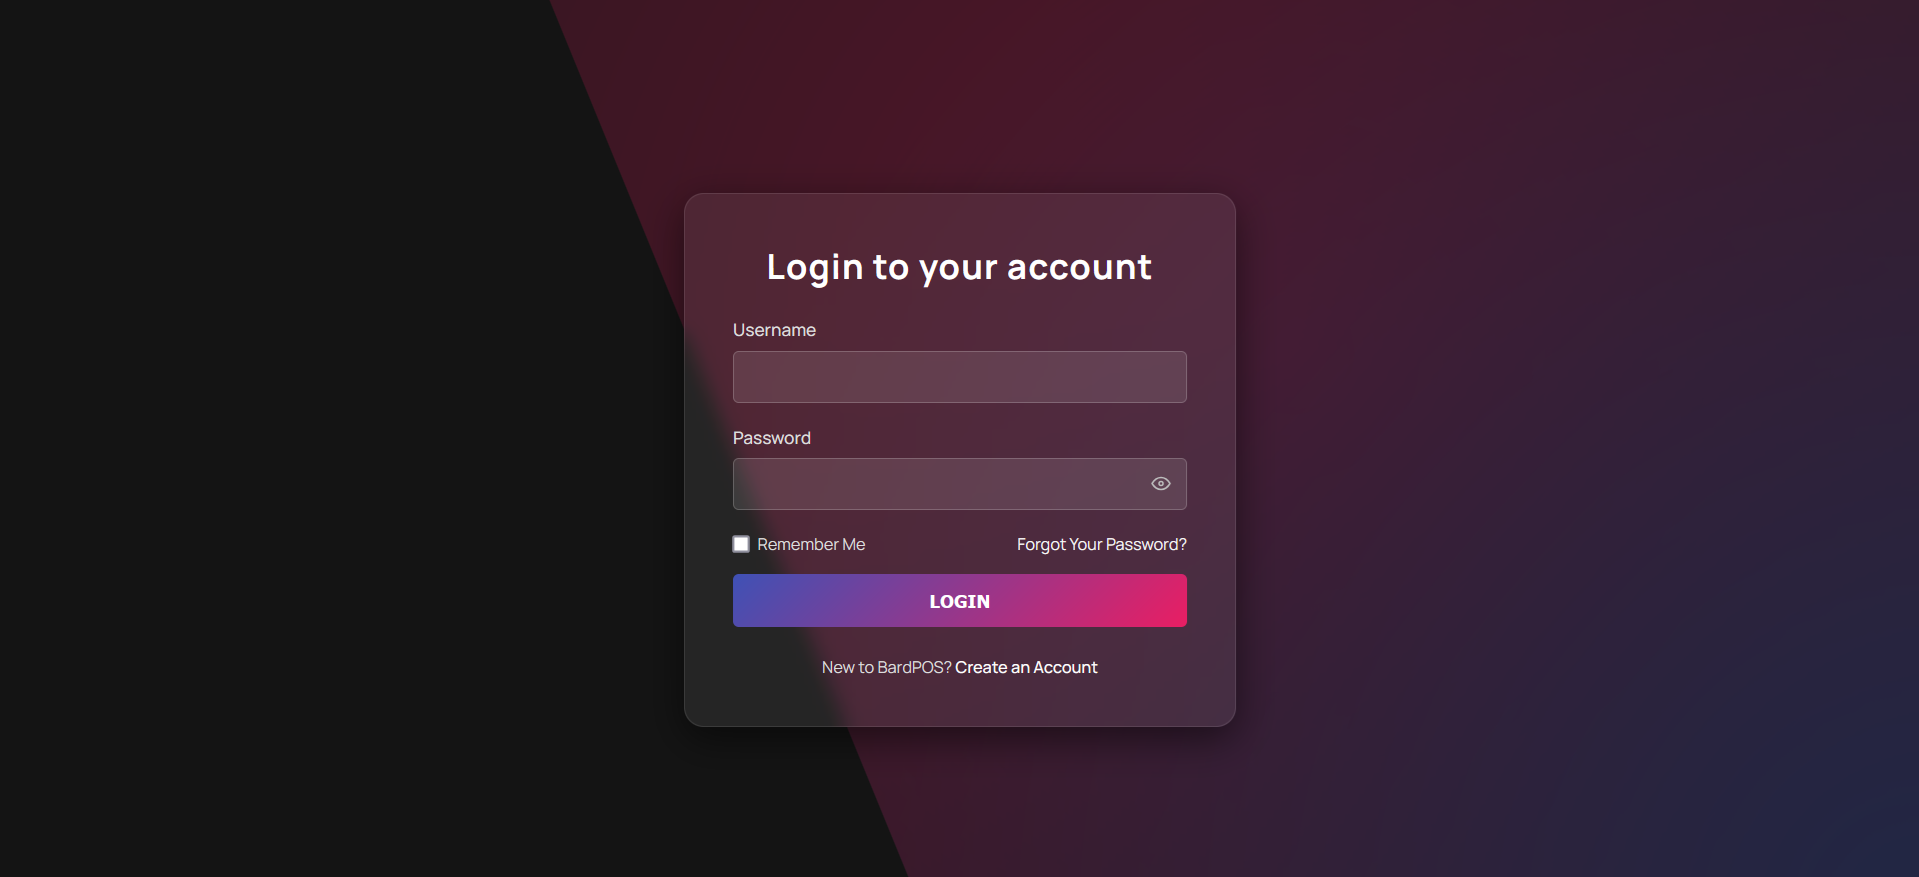 Login to your account
Username
Password
Remember Me
Forgot Your Password?
LOGIN
New to BardPOS? Create an Account